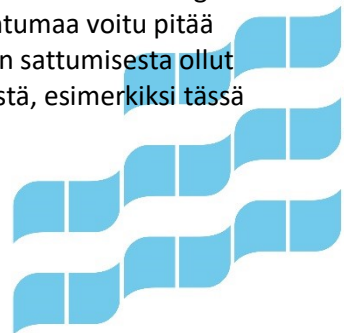 tumaa voitu pitää
n sattumisesta ollut
stä, esimerkiksi tässä